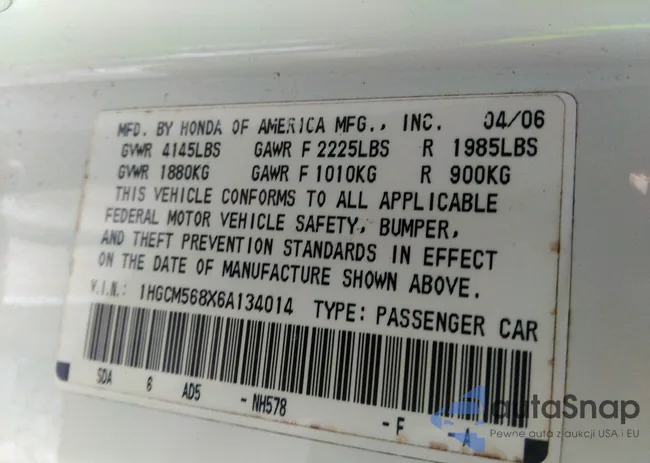 MFD. BY HONDA OF AMERICA MFG., INC. 04/06
GVWR 4145LBS GAWR F 2225LBS R 1985LBS
GVWR 1880KG GAWR F 1010KG R 900KG
THIS VEHICLE CONFORMS TO ALL APPLICABLE
FEDERAL MOTOR VEHICLE SAFETY, BUMPER,
AND THEFT PREVENTION STANDARDS IN EFFECT
ON THE DATE OF MANUFACTURE SHOWN ABOVE.
V.I.N.: 1HGCM568X6A134014 TYPE: PASSENGER CAR
SDA 6 AD5 -NH578 -F -A
autaSnap
Pewne auta z aukcji USA i EU